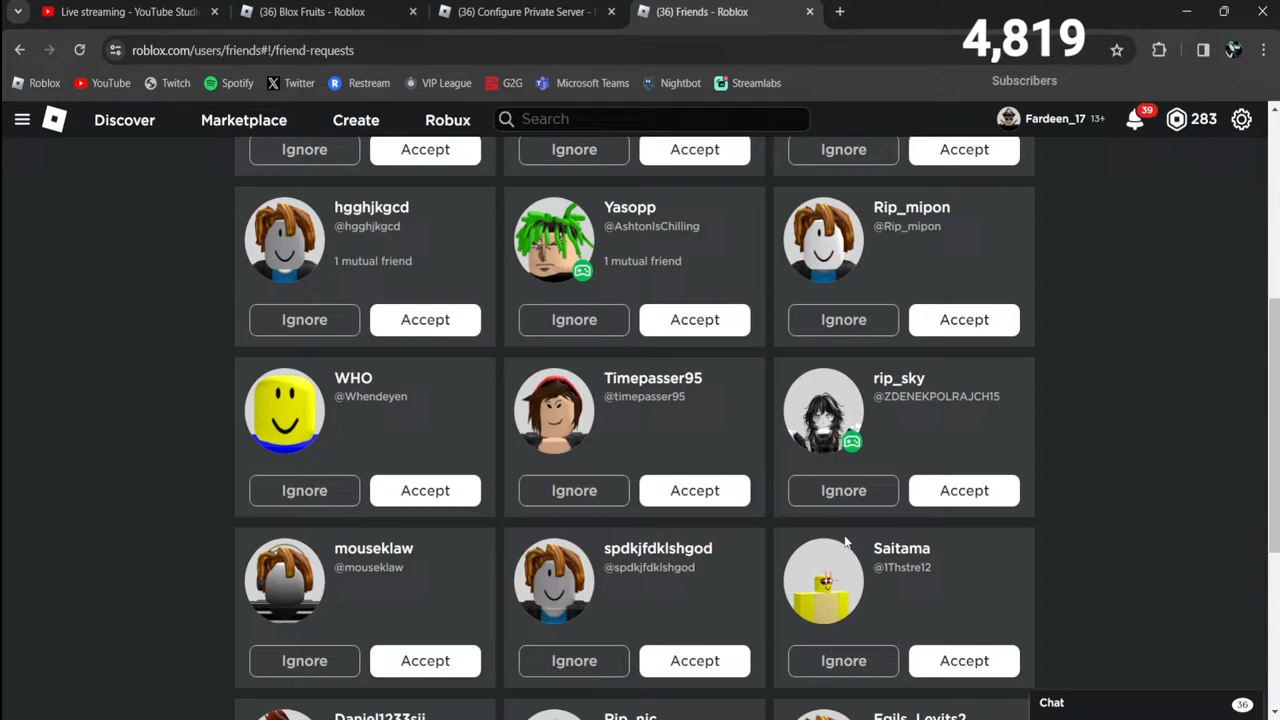 Live streaming - YouTube Studi
(36) Blox Fruits - Roblox
(36) Configure Private Server -
(36) Friends - Roblox
4,819
Subscribers
roblox.com/users/friends#!/friend-requests
Roblox
YouTube
Twitch
Spotify
Twitter
Restream
VIP League
G2G
Microsoft Teams
Nightbot
Streamlabs
Discover
Marketplace
Create
Robux
Search
Fardeen_17 13+
39
283
Ignore
Accept
Ignore
Accept
Ignore
Accept
hgghjkgcd
@hgghjkgcd
1 mutual friend
Ignore
Accept
Yasopp
@AshtonIsChilling
1 mutual friend
Ignore
Accept
Rip_mipon
@Rip_mipon
Ignore
Accept
WHO
@Whendeyen
Ignore
Accept
Timepasser95
@timepasser95
Ignore
Accept
rip_sky
@ZDENEKPOLRAJCH15
Ignore
Accept
mouseklaw
@mouseklaw
Ignore
Accept
spdkjfdklshgod
@spdkjfdklshgod
Ignore
Accept
Saitama
@1Thstre12
Ignore
Accept
Chat
36